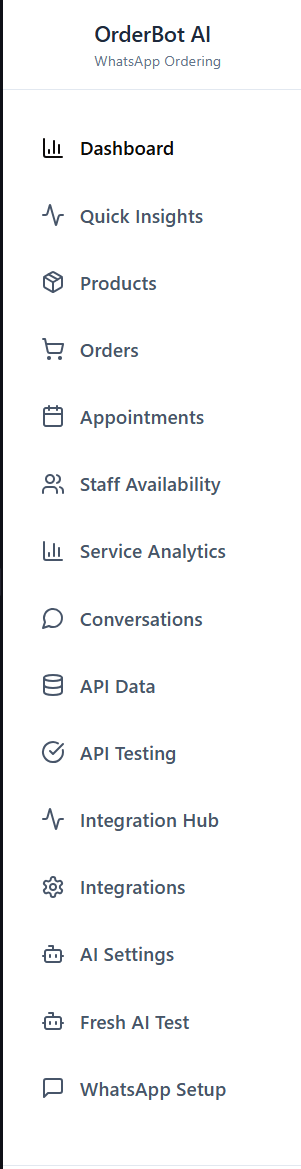 OrderBot AI
WhatsApp Ordering
Dashboard
Quick Insights
Products
Orders
Appointments
Staff Availability
Service Analytics
Conversations
API Data
API Testing
Integration Hub
Integrations
AI Settings
Fresh AI Test
WhatsApp Setup